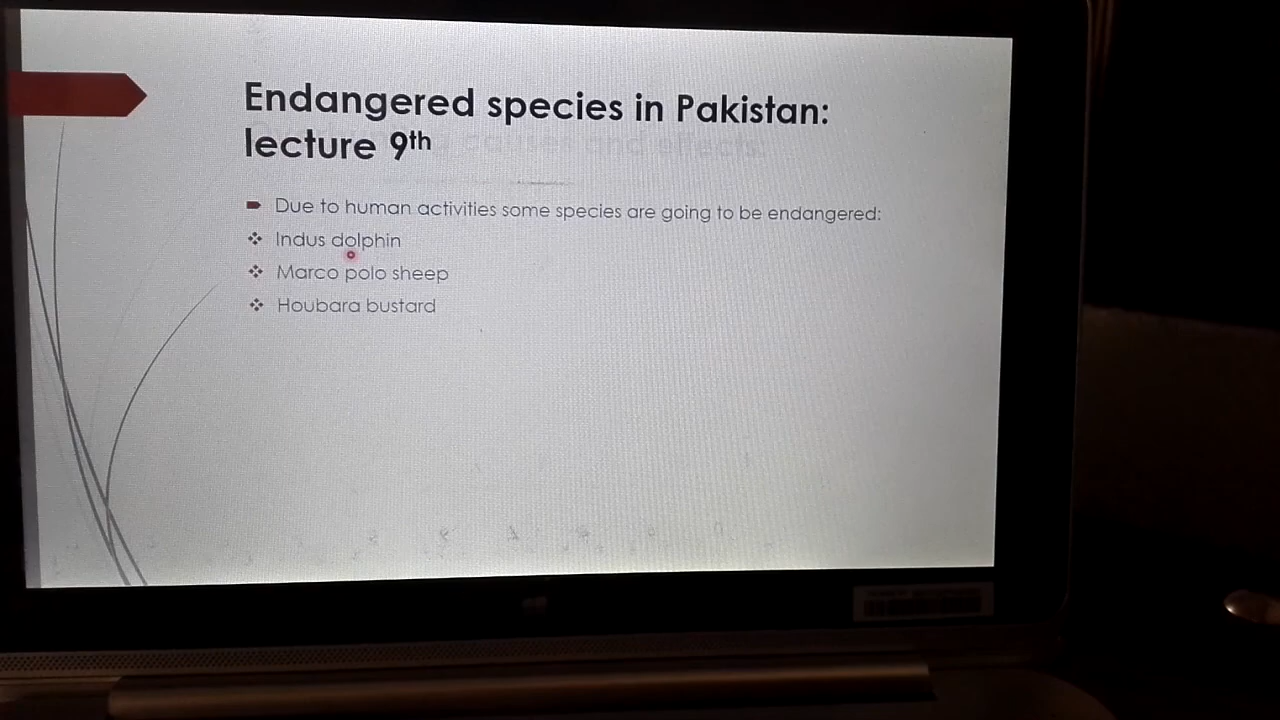 Endangered species in Pakistan:
lecture 9th
Due to human activities some species are going to be endangered:
Indus dolphin
Marco polo sheep
Houbara bustard